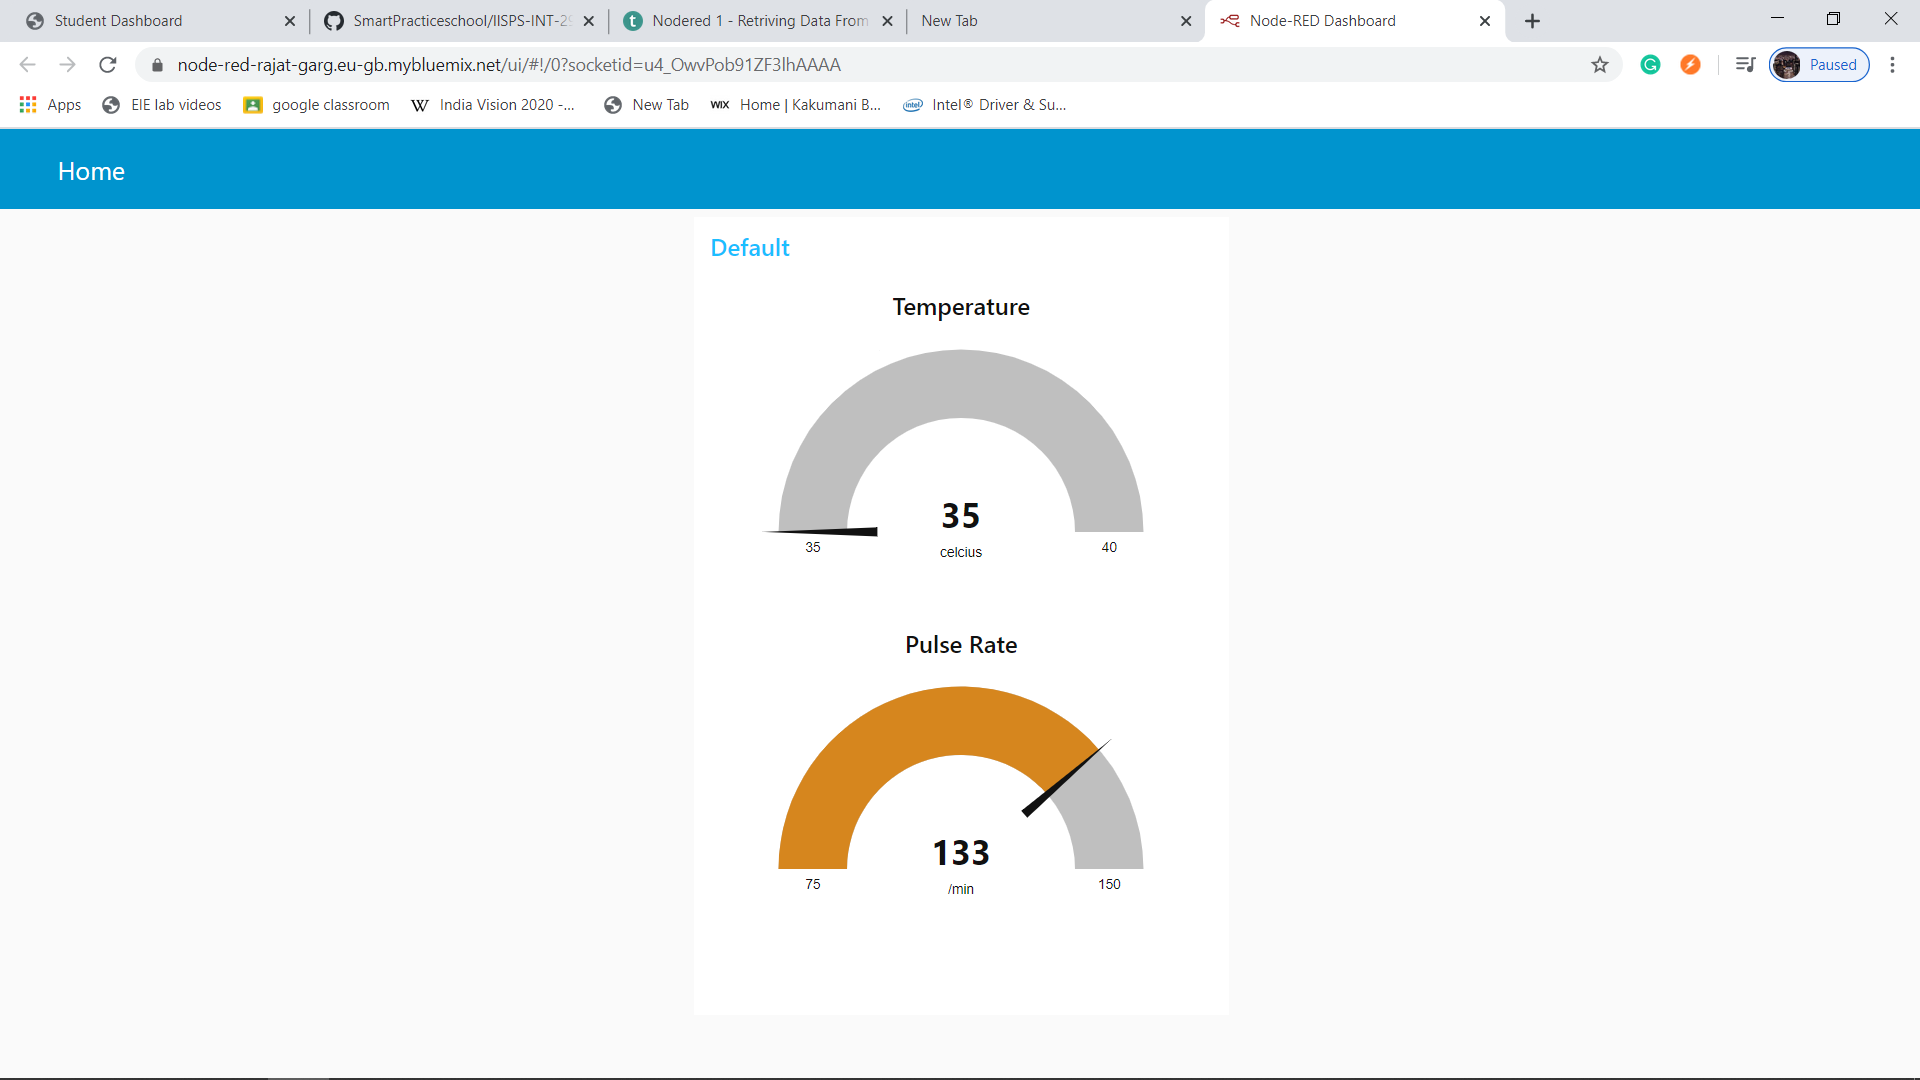 Student Dashboard
SmartPracticeschool/IISPS-INT-29
Nodered 1 - Retriving Data From
New Tab
Node-RED Dashboard
node-red-rajat-garg.eu-gb.mybluemix.net/ui/#!/0?socketid=u4_OwvPob91ZF3lhAAAA
Paused
Apps
EIE lab videos
google classroom
W India Vision 2020 -...
New Tab
WIX Home | Kakumani B...
intel Intel® Driver & Su...
Home
Default
Temperature
35
celcius
35
40
Pulse Rate
133
/min
75
150